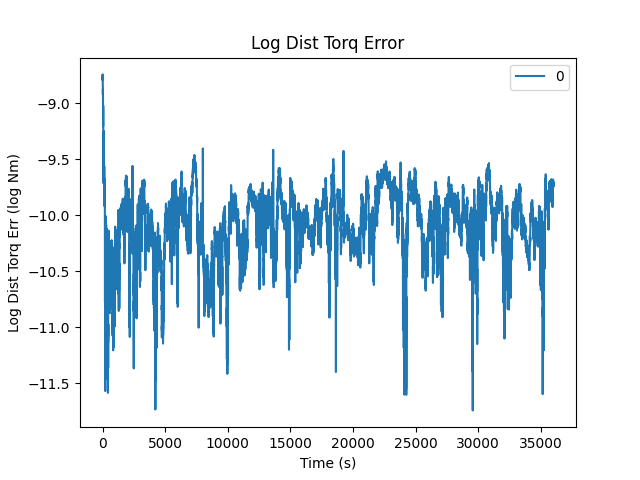 Log Dist Torq Error
0
−9.0
−9.5
−10.0
−10.5
−11.0
−11.5
Log Dist Torq Err (log Nm)
0 5000 10000 15000 20000 25000 30000 35000
Time (s)